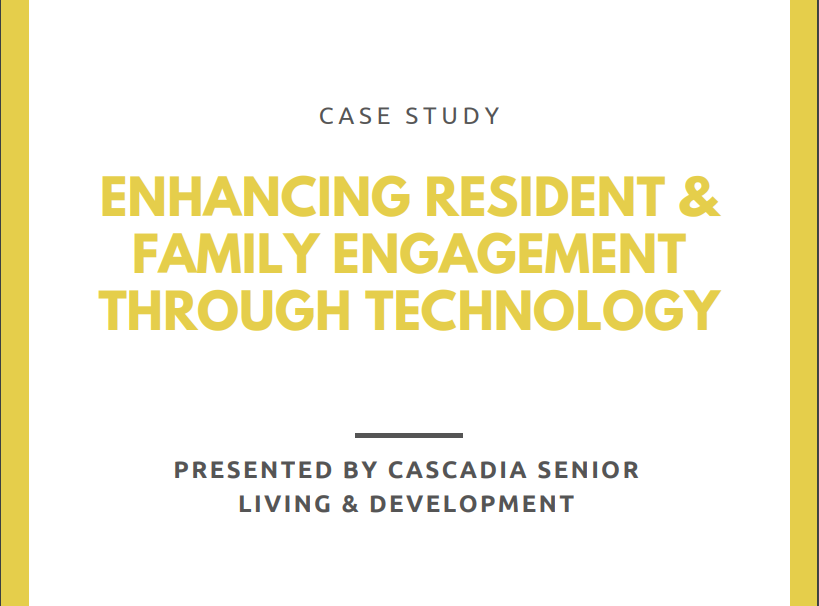 CASE STUDY
ENHANCING RESIDENT &
FAMILY ENGAGEMENT
THROUGH TECHNOLOGY
PRESENTED BY CASCADIA SENIOR
LIVING & DEVELOPMENT